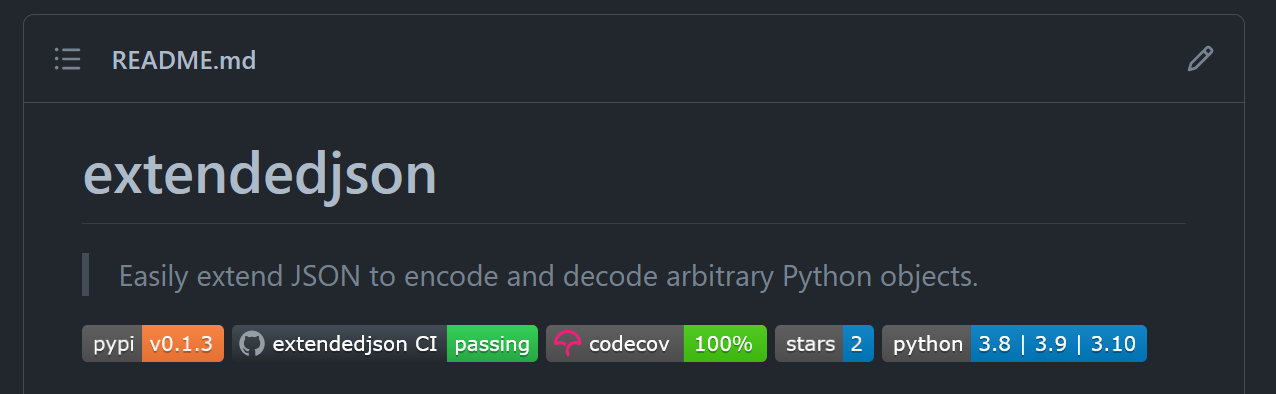 README.md
extendedjson
Easily extend JSON to encode and decode arbitrary Python objects.
pypi v0.1.3 extendedjson CI passing codecov 100% stars 2 python 3.8 | 3.9 | 3.10